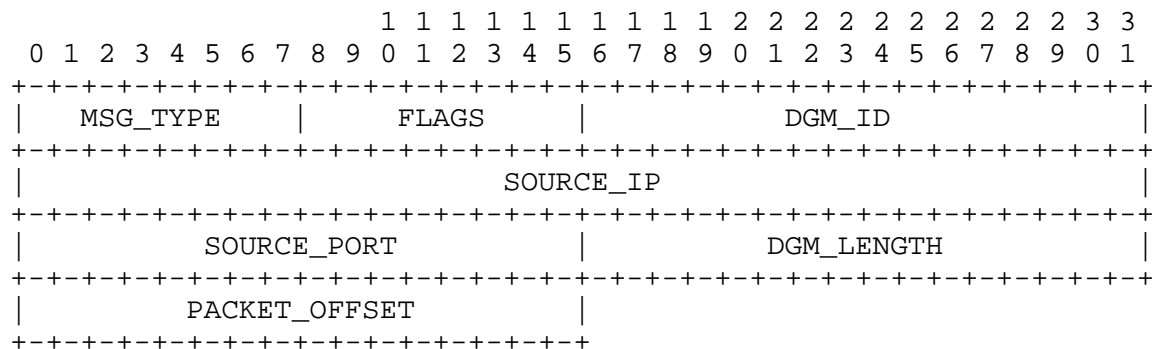 1 1 1 1 1 1 1 1 1 1 2 2 2 2 2 2 2 2 2 2 3 3
 0 1 2 3 4 5 6 7 8 9 0 1 2 3 4 5 6 7 8 9 0 1 2 3 4 5 6 7 8 9 0 1
+-+-+-+-+-+-+-+-+-+-+-+-+-+-+-+-+-+-+-+-+-+-+-+-+-+-+-+-+-+-+-+-+
|   MSG_TYPE    |     FLAGS     |           DGM_ID              |
+-+-+-+-+-+-+-+-+-+-+-+-+-+-+-+-+-+-+-+-+-+-+-+-+-+-+-+-+-+-+-+-+
|                           SOURCE_IP                           |
+-+-+-+-+-+-+-+-+-+-+-+-+-+-+-+-+-+-+-+-+-+-+-+-+-+-+-+-+-+-+-+-+
|          SOURCE_PORT          |          DGM_LENGTH           |
+-+-+-+-+-+-+-+-+-+-+-+-+-+-+-+-+-+-+-+-+-+-+-+-+-+-+-+-+-+-+-+-+
|         PACKET_OFFSET         |
+-+-+-+-+-+-+-+-+-+-+-+-+-+-+-+-+